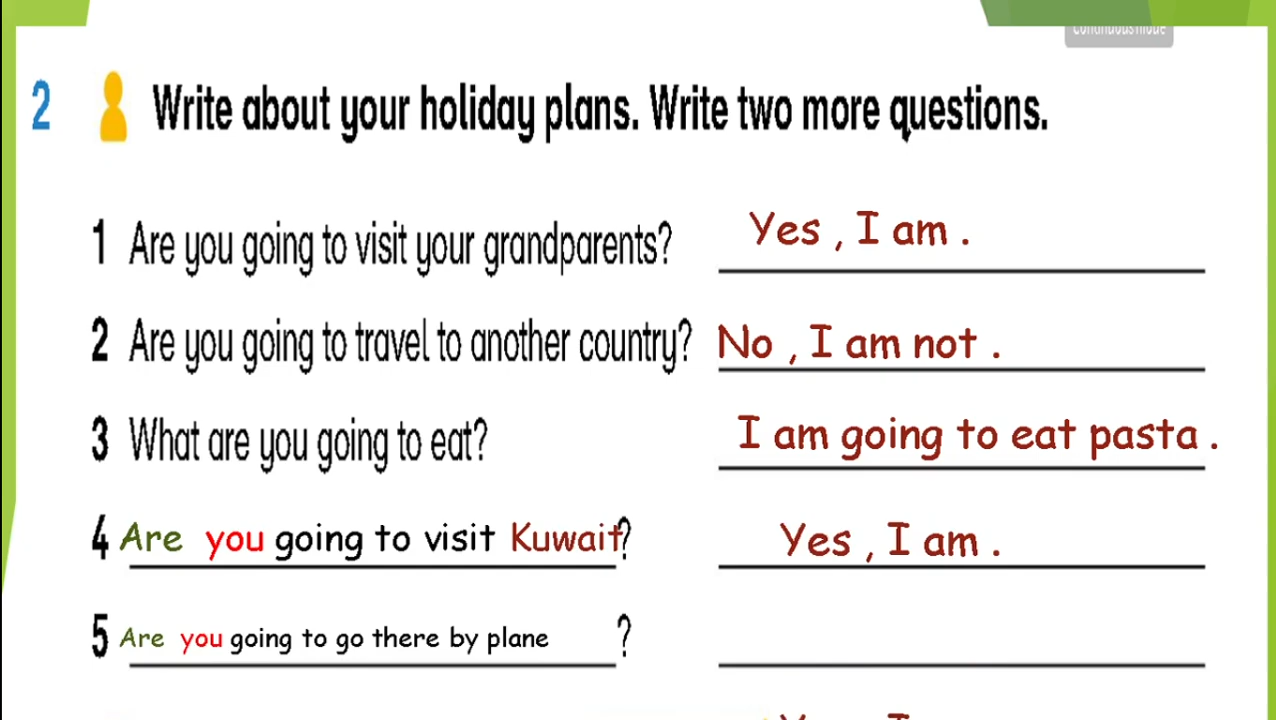 continuous mode
2 Write about your holiday plans. Write two more questions.
1 Are you going to visit your grandparents? Yes , I am .
2 Are you going to travel to another country? No , I am not .
3 What are you going to eat? I am going to eat pasta .
4 Are you going to visit Kuwait? Yes , I am .
5 Are you going to go there by plane ?